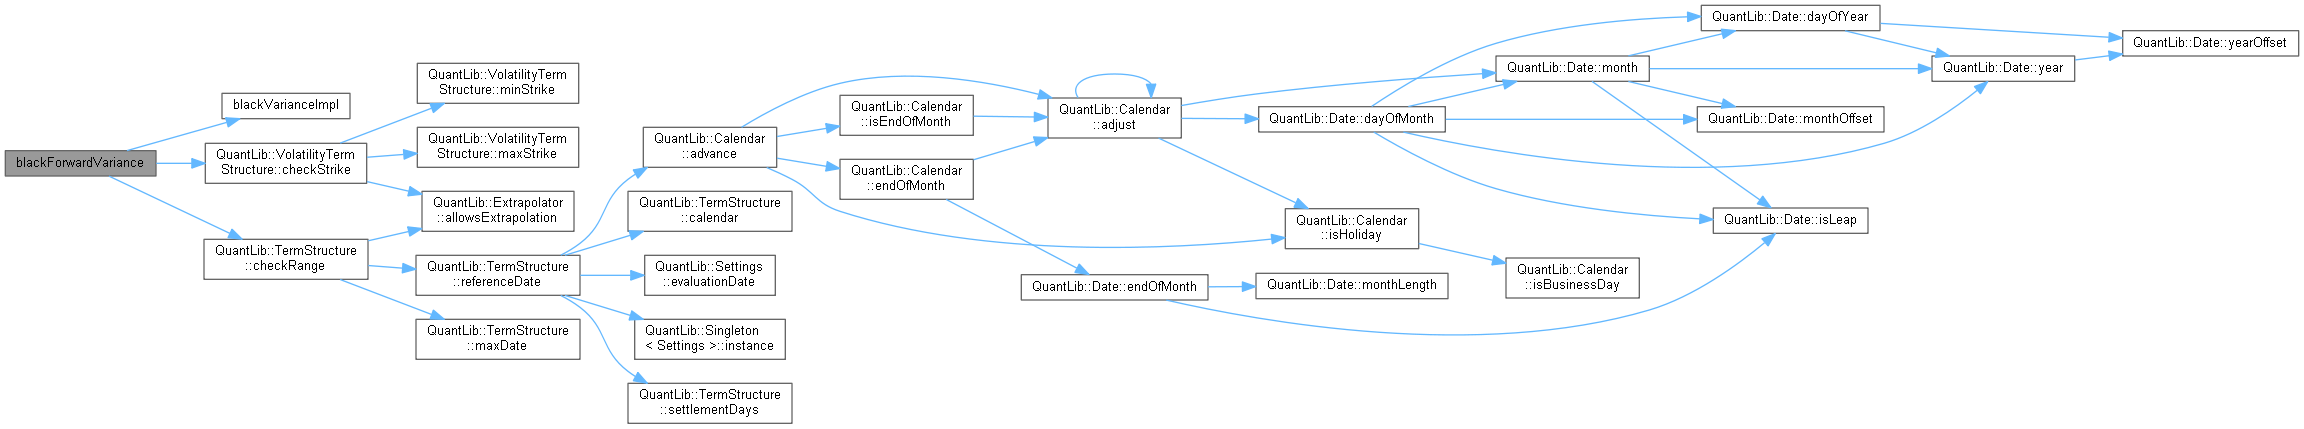 blackForwardVariance
blackVarianceImpl
QuantLib::VolatilityTerm
Structure::checkStrike
QuantLib::TermStructure
::checkRange
QuantLib::VolatilityTerm
Structure::minStrike
QuantLib::VolatilityTerm
Structure::maxStrike
QuantLib::Extrapolator
::allowsExtrapolation
QuantLib::TermStructure
::referenceDate
QuantLib::TermStructure
::maxDate
QuantLib::Calendar
::advance
QuantLib::TermStructure
::calendar
QuantLib::Settings
::evaluationDate
QuantLib::Singleton
< Settings >::instance
QuantLib::TermStructure
::settlementDays
QuantLib::Calendar
::isEndOfMonth
QuantLib::Calendar
::endOfMonth
QuantLib::Calendar
::adjust
QuantLib::Date::endOfMonth
QuantLib::Date::dayOfMonth
QuantLib::Calendar
::isHoliday
QuantLib::Date::monthLength
QuantLib::Date::month
QuantLib::Calendar
::isBusinessDay
QuantLib::Date::dayOfYear
QuantLib::Date::monthOffset
QuantLib::Date::isLeap
QuantLib::Date::year
QuantLib::Date::yearOffset